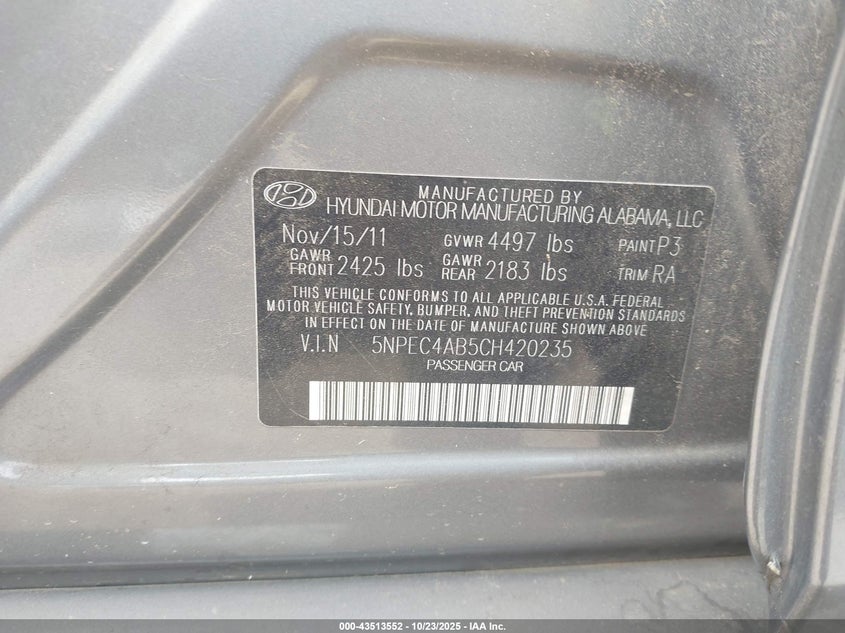 MANUFACTURED BY
HYUNDAI MOTOR MANUFACTURING ALABAMA, LLC
Nov/15/11 GVWR 4497 lbs PAINT P3
GAWR FRONT 2425 lbs GAWR REAR 2183 lbs TRIM RA
THIS VEHICLE CONFORMS TO ALL APPLICABLE U.S.A. FEDERAL
MOTOR VEHICLE SAFETY, BUMPER, AND THEFT PREVENTION STANDARDS
IN EFFECT ON THE DATE OF MANUFACTURE SHOWN ABOVE
V.I.N 5NPEC4AB5CH420235
PASSENGER CAR
000-43513552 - 10/23/2025 - IAA Inc.